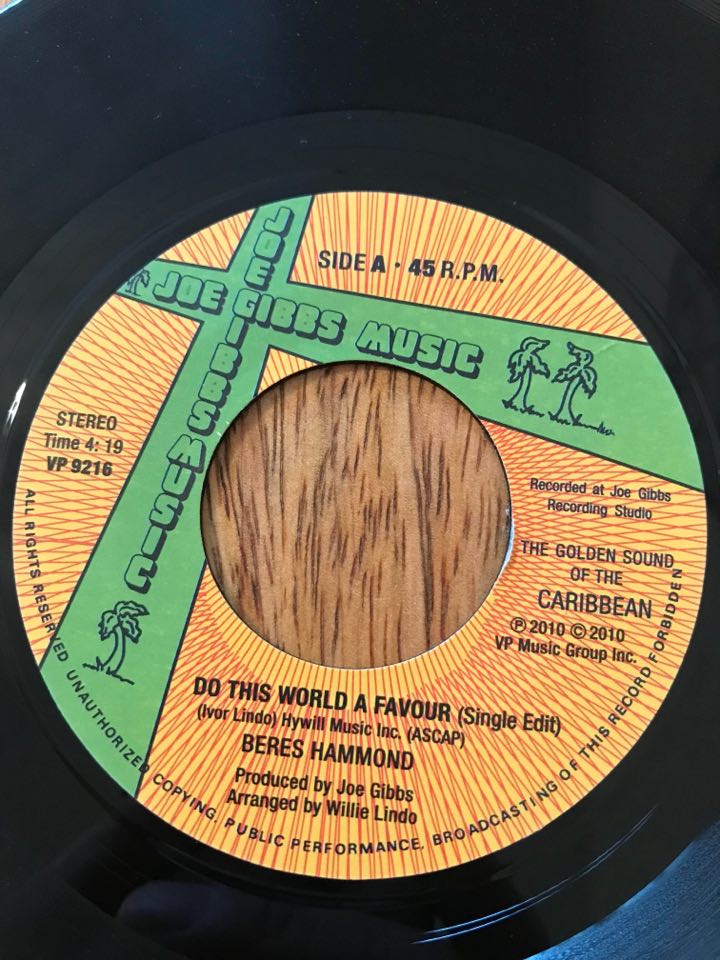 SIDE A · 45 R.P.M.
JOE GIBBS MUSIC
JOE GIBBS MUSIC
STEREO
Time 4: 19
VP 9216
Recorded at Joe Gibbs
Recording Studio
THE GOLDEN SOUND
OF THE
CARIBBEAN
℗ 2010 © 2010
VP Music Group Inc.
DO THIS WORLD A FAVOUR (Single Edit)
(Ivor Lindo) Hywill Music Inc. (ASCAP)
BERES HAMMOND
Produced by Joe Gibbs
Arranged by Willie Lindo
ALL RIGHTS RESERVED UNAUTHORIZED COPYING, PUBLIC PERFORMANCE, BROADCASTING OF THIS RECORD FORBIDDEN